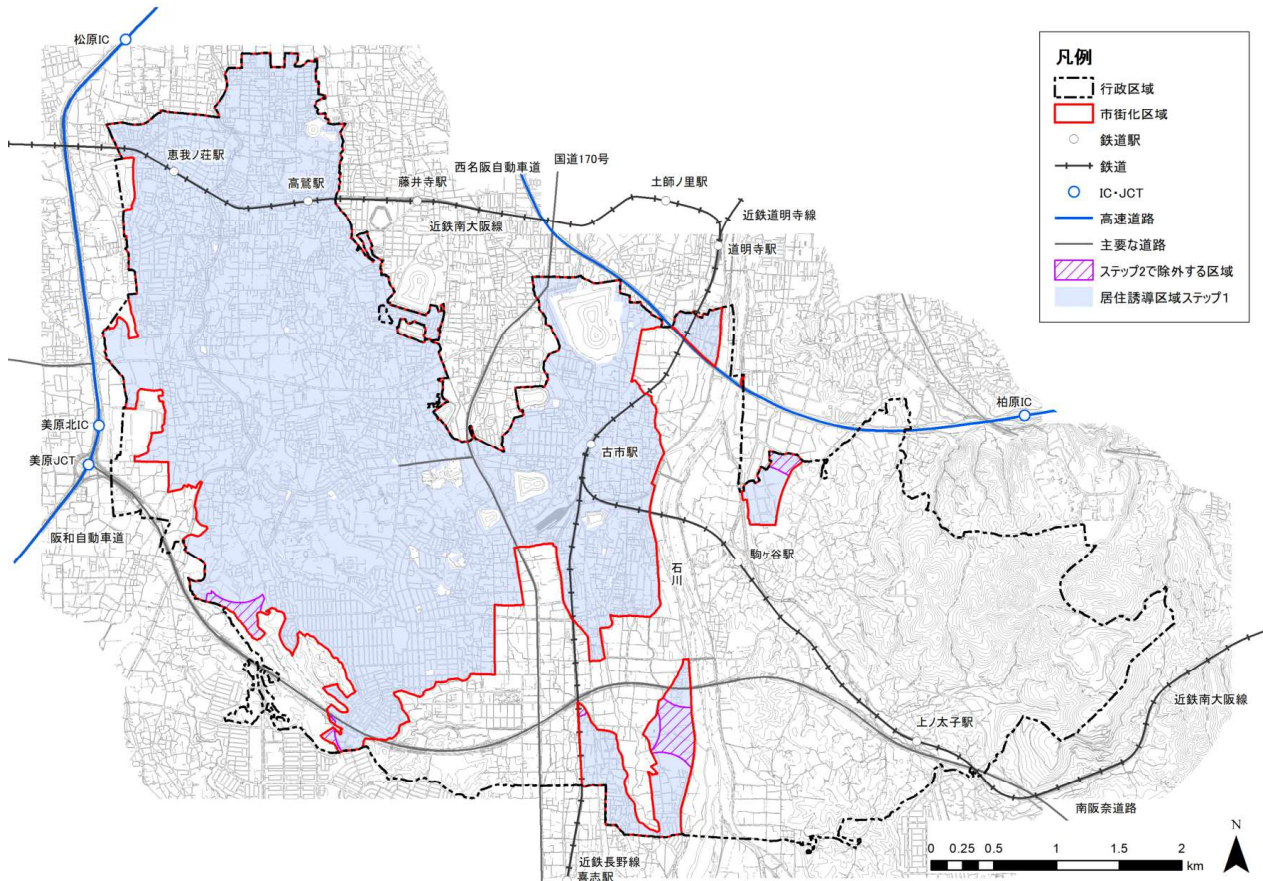 松原IC
恵我ノ荘駅
高鷲駅
藤井寺駅
近鉄南大阪線
西名阪自動車道
国道170号
土師ノ里駅
近鉄道明寺線
道明寺駅
凡例
行政区域
市街化区域
鉄道駅
鉄道
IC・JCT
高速道路
主要な道路
ステップ2で除外する区域
居住誘導区域ステップ1
柏原IC
美原北IC
美原JCT
古市駅
阪和自動車道
石川
駒ヶ谷駅
上ノ太子駅
近鉄南大阪線
南阪奈道路
近鉄長野線
喜志駅
N
0 0.25 0.5 1 1.5 2
km